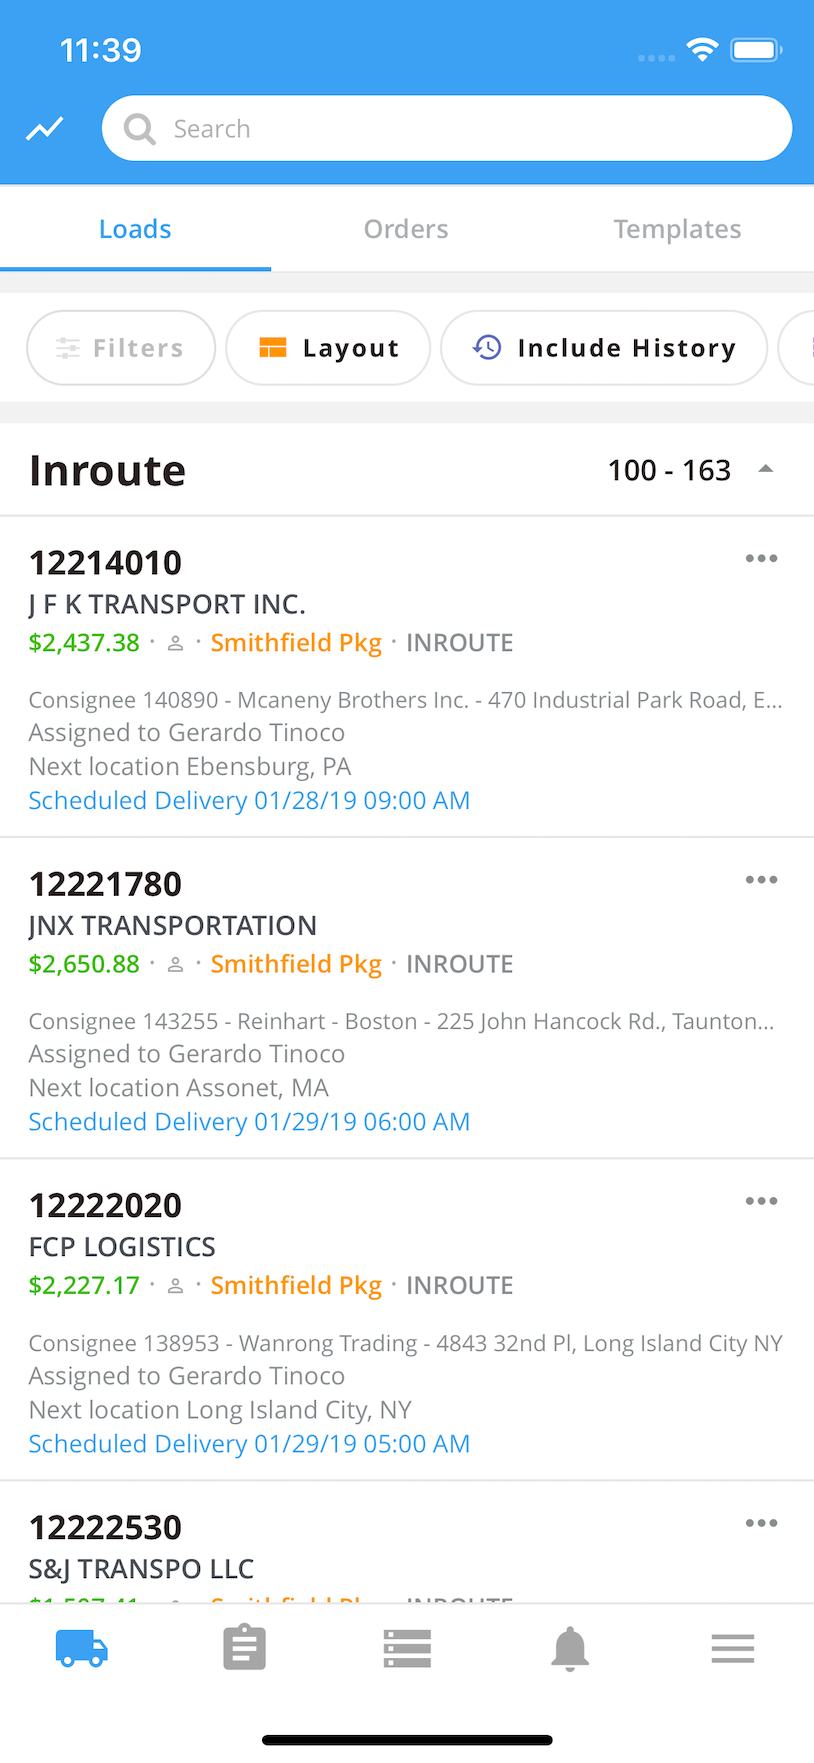 11:39
Search
Loads Orders Templates
Filters Layout Include History
Inroute 100 - 163
12214010
J F K TRANSPORT INC.
$2,437.38 · · Smithfield Pkg · INROUTE
Consignee 140890 - Mcaneny Brothers Inc. - 470 Industrial Park Road, E...
Assigned to Gerardo Tinoco
Next location Ebensburg, PA
Scheduled Delivery 01/28/19 09:00 AM
12221780
JNX TRANSPORTATION
$2,650.88 · · Smithfield Pkg · INROUTE
Consignee 143255 - Reinhart - Boston - 225 John Hancock Rd., Taunton...
Assigned to Gerardo Tinoco
Next location Assonet, MA
Scheduled Delivery 01/29/19 06:00 AM
12222020
FCP LOGISTICS
$2,227.17 · · Smithfield Pkg · INROUTE
Consignee 138953 - Wanrong Trading - 4843 32nd Pl, Long Island City NY
Assigned to Gerardo Tinoco
Next location Long Island City, NY
Scheduled Delivery 01/29/19 05:00 AM
12222530
S&J TRANSPO LLC
Smithfield Pkg INROUTE